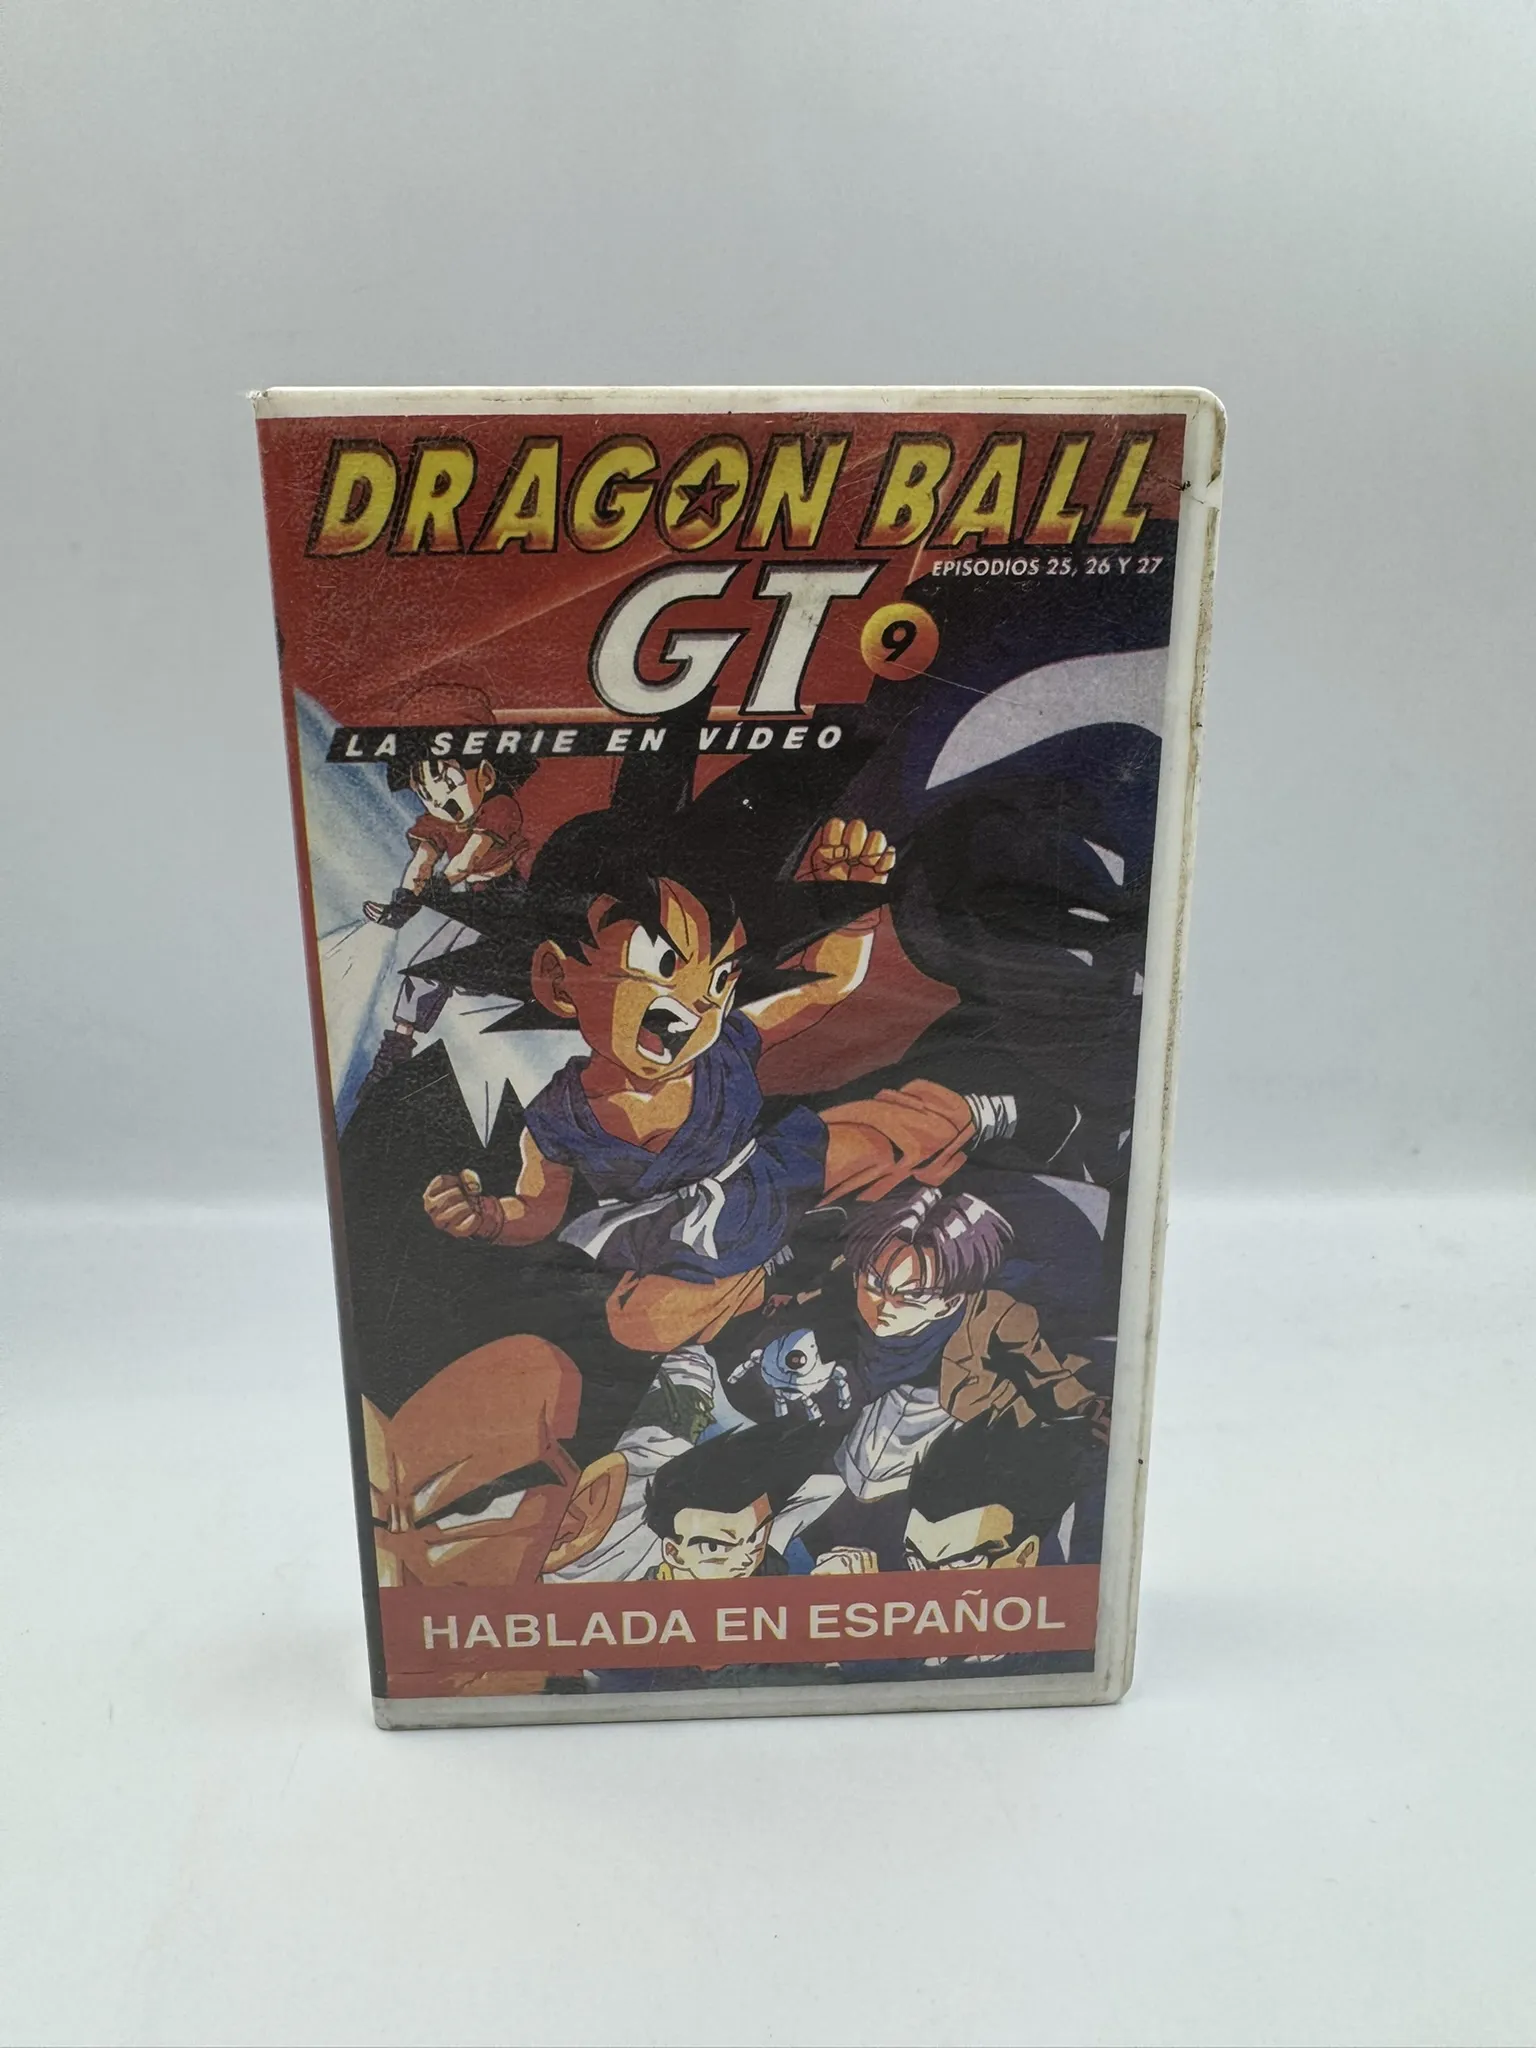 DRAGON BALL
EPISODIOS 25, 26 Y 27
GT 9
LA SERIE EN VÍDEO
HABLADA EN ESPAÑOL